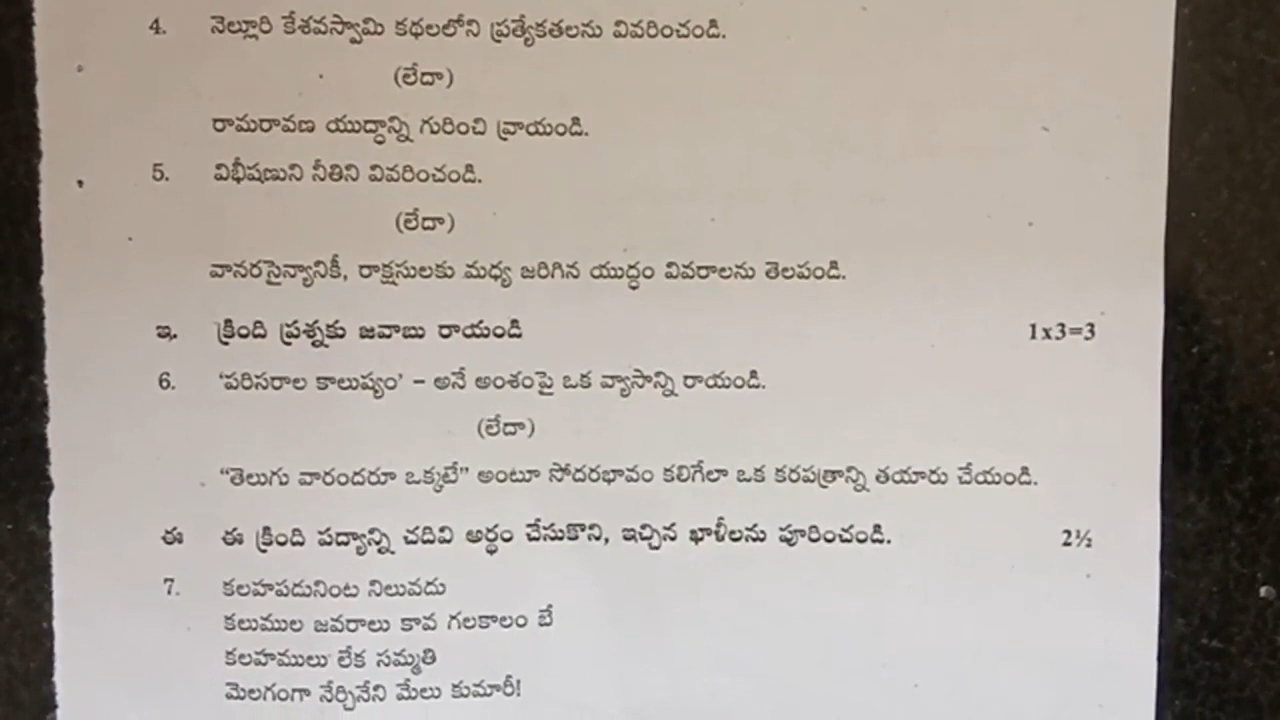 4. నెల్లూరి కేశవస్వామి కథలలోని ప్రత్యేకతలను వివరించండి.
(లేదా)
రామరావణ యుద్ధాన్ని గురించి వ్రాయండి.
5. విభీషణుని నీతిని వివరించండి.
(లేదా)
వానరసైన్యానికీ, రాక్షసులకు మధ్య జరిగిన యుద్ధం వివరాలను తెలపండి.
ఇ. క్రింది ప్రశ్నకు జవాబు రాయండి 1x3=3
6. ‘పరిసరాల కాలుష్యం’ – అనే అంశంపై ఒక వ్యాసాన్ని రాయండి.
(లేదా)
“తెలుగు వారందరూ ఒక్కటే” అంటూ సోదరభావం కలిగేలా ఒక కరపత్రాన్ని తయారు చేయండి.
ఈ ఈ క్రింది పద్యాన్ని చదివి అర్థం చేసుకొని, ఇచ్చిన ఖాళీలను పూరించండి. 2½
7. కలహపడునింట నిలువదు
కలుముల జవరాలు కావ గలకాలం బే
కలహములు లేక సమ్మతి
మెలగంగా నేర్చినేని మేలు కుమారీ!